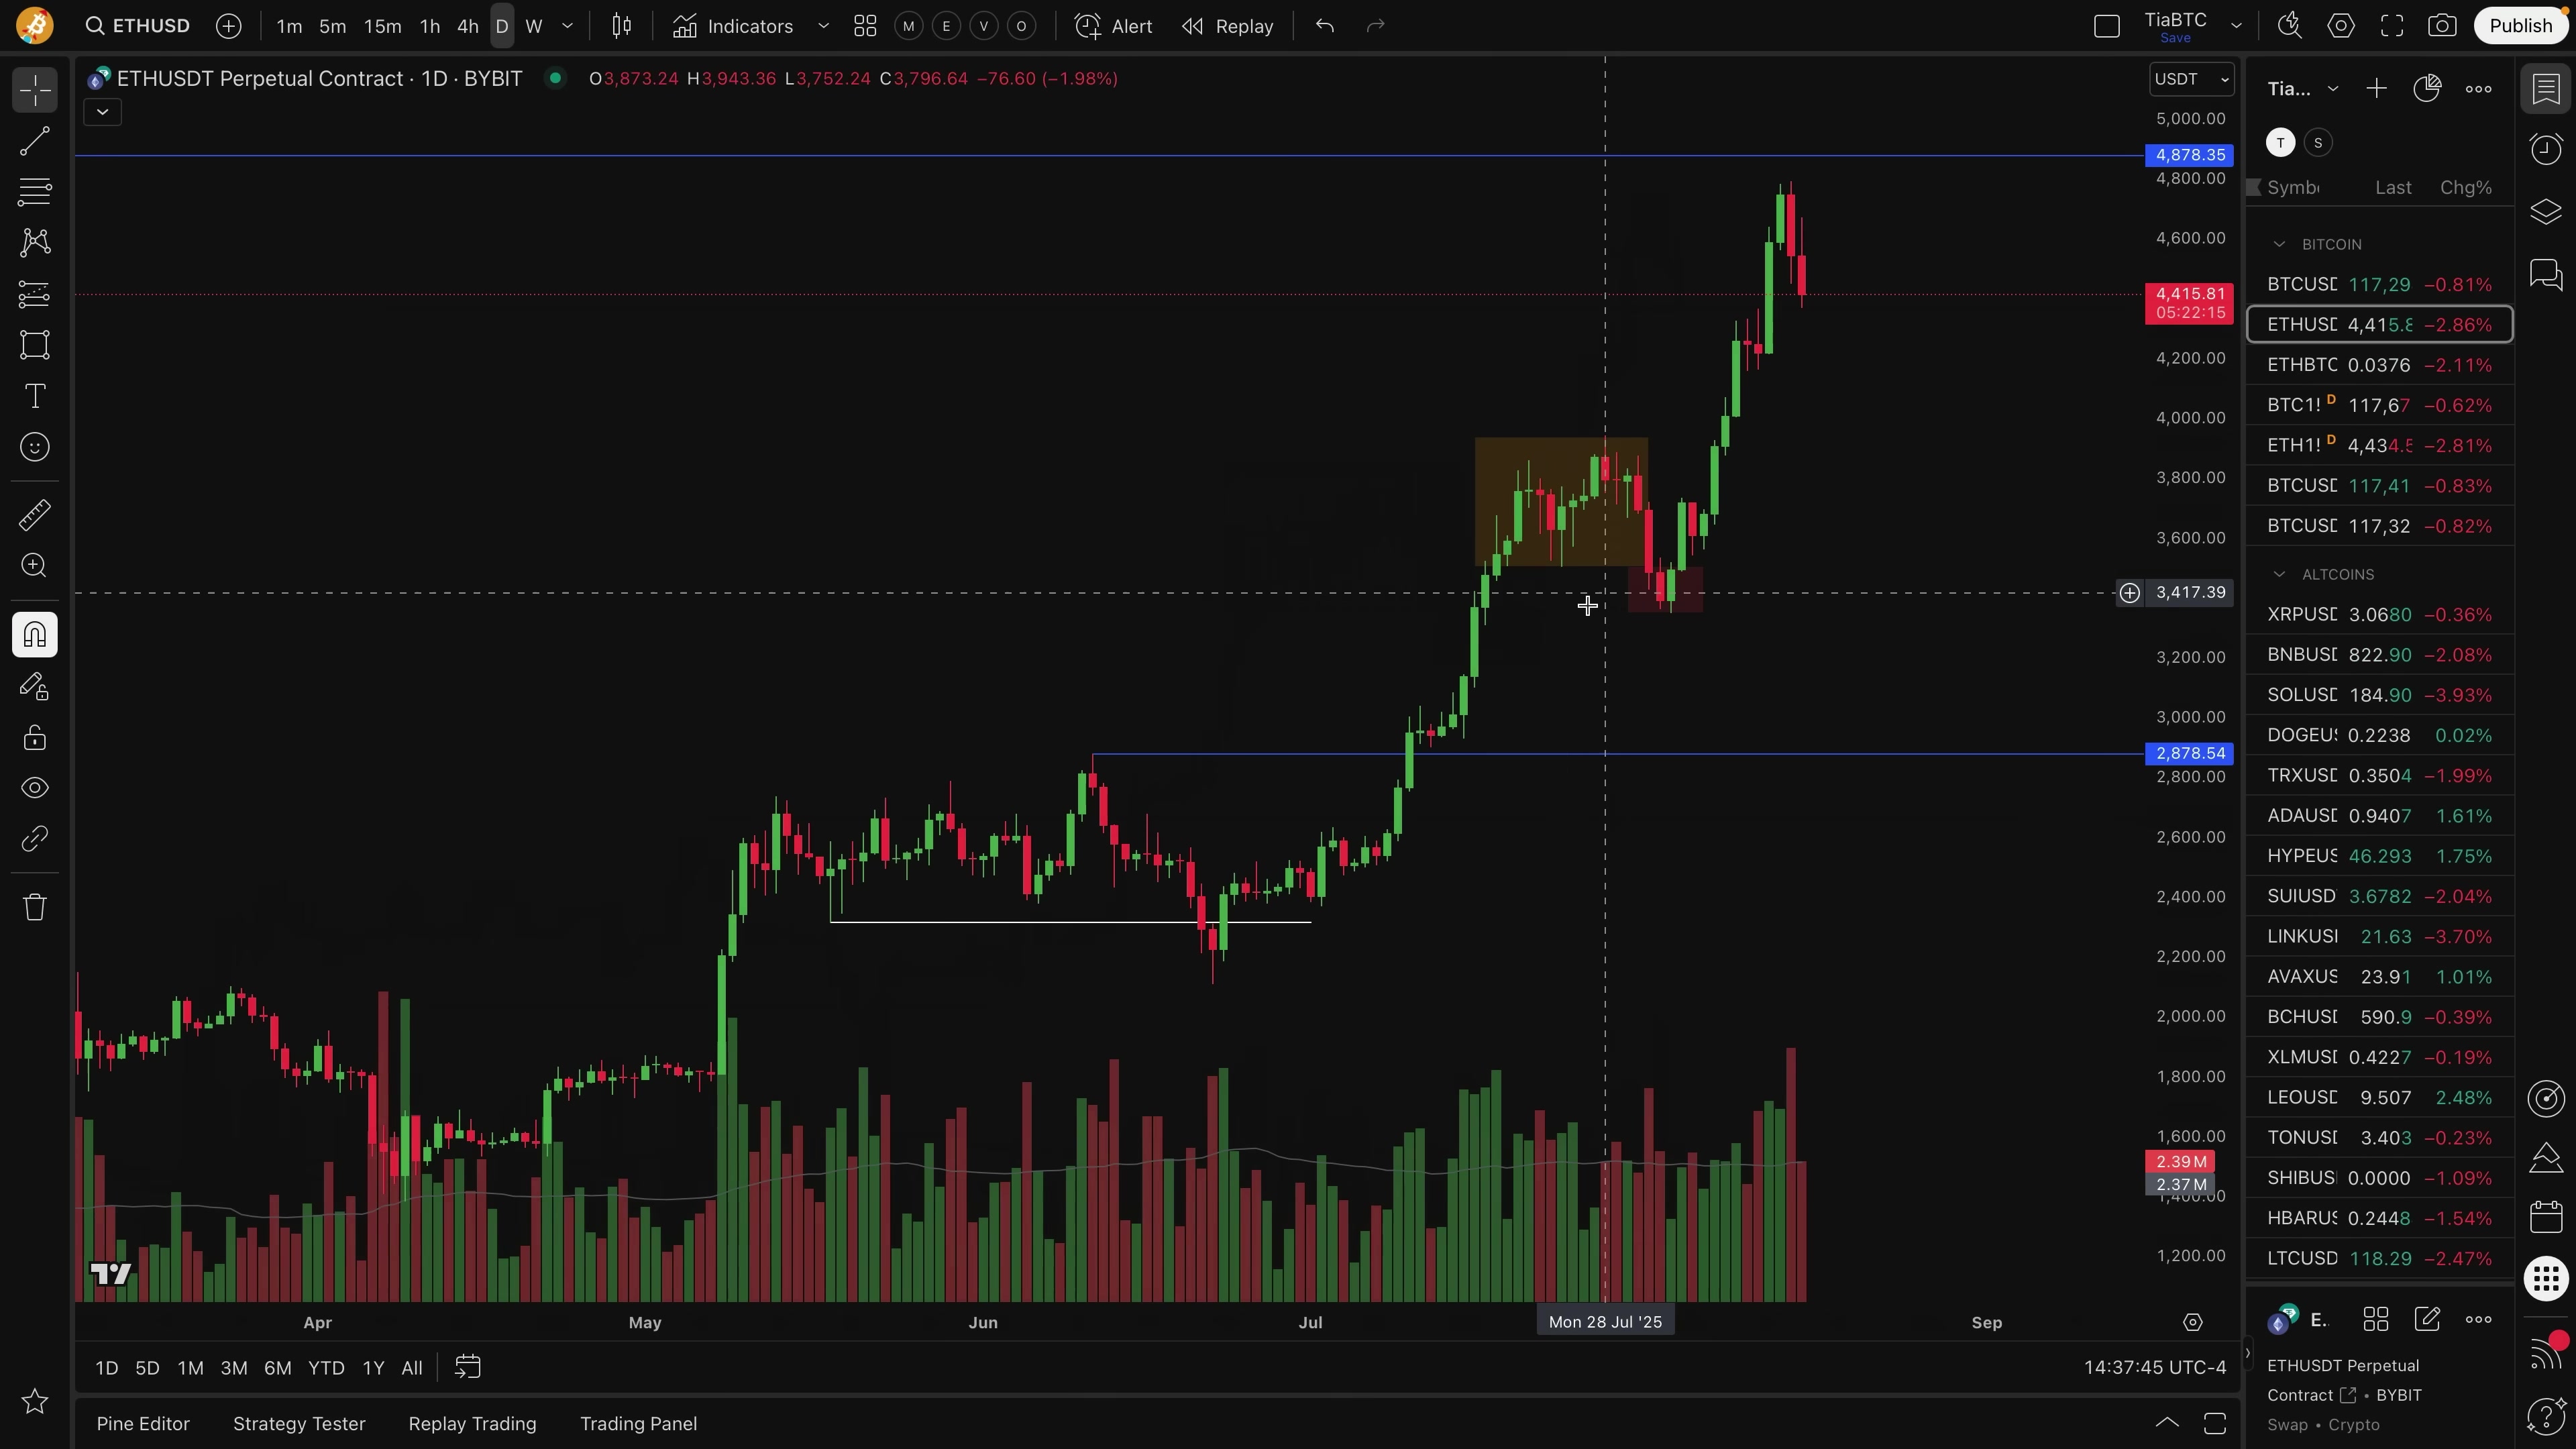 ETHUSD 1m 5m 15m 1h 4h D W Indicators M E V O Alert Replay TiaBTC Save Publish
ETHUSDT Perpetual Contract · 1D · BYBIT O3,873.24 H3,943.36 L3,752.24 C3,796.64 −76.60 (−1.98%)
USDT
5,000.00
4,878.35
4,800.00
4,600.00
4,415.81
05:22:15
4,200.00
4,000.00
3,800.00
3,600.00
3,417.39
3,200.00
3,000.00
2,878.54
2,800.00
2,600.00
2,400.00
2,200.00
2,000.00
1,800.00
1,600.00
2.39 M
2.37 M
1,400.00
1,200.00
Apr May Jun Jul Mon 28 Jul '25 Sep
1D 5D 1M 3M 6M YTD 1Y All 14:37:45 UTC-4
Pine Editor Strategy Tester Replay Trading Trading Panel
Tia...
T S
Symb Last Chg%
BITCOIN
BTCUSD 117,29 −0.81%
ETHUSD 4,415.8 −2.86%
ETHBTC 0.0376 −2.11%
BTC1! D 117,67 −0.62%
ETH1! D 4,434.5 −2.81%
BTCUSD 117,41 −0.83%
BTCUSD 117,32 −0.82%
ALTCOINS
XRPUSD 3.0680 −0.36%
BNBUSD 822.90 −2.08%
SOLUSD 184.90 −3.93%
DOGEUS 0.2238 0.02%
TRXUSD 0.3504 −1.99%
ADAUSD 0.9407 1.61%
HYPEUS 46.293 1.75%
SUIUSD 3.6782 −2.04%
LINKUS 21.63 −3.70%
AVAXUS 23.91 1.01%
BCHUSD 590.9 −0.39%
XLMUSD 0.4227 −0.19%
LEOUSD 9.507 2.48%
TONUSD 3.403 −0.23%
SHIBUS 0.0000 −1.09%
HBARUS 0.2448 −1.54%
LTCUSD 118.29 −2.47%
E.
ETHUSDT Perpetual
Contract • BYBIT
Swap • Crypto